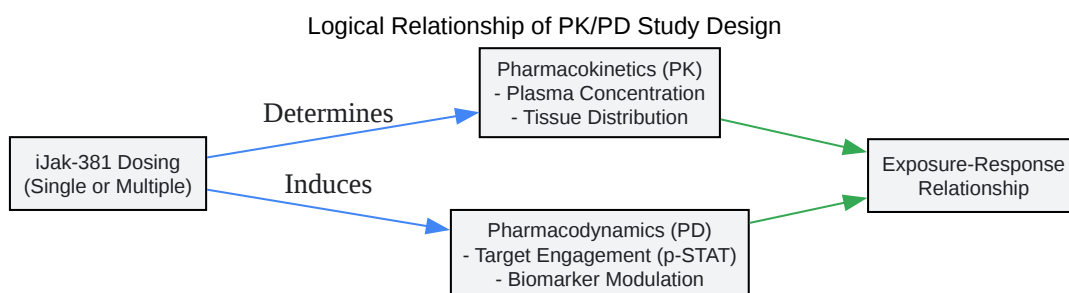 Logical Relationship of PK/PD Study Design
Pharmacokinetics (PK)
- Plasma Concentration
- Tissue Distribution
Determines
iJak-381 Dosing
(Single or Multiple)
Exposure-Response
Relationship
Induces
Pharmacodynamics (PD)
- Target Engagement (p-STAT)
- Biomarker Modulation